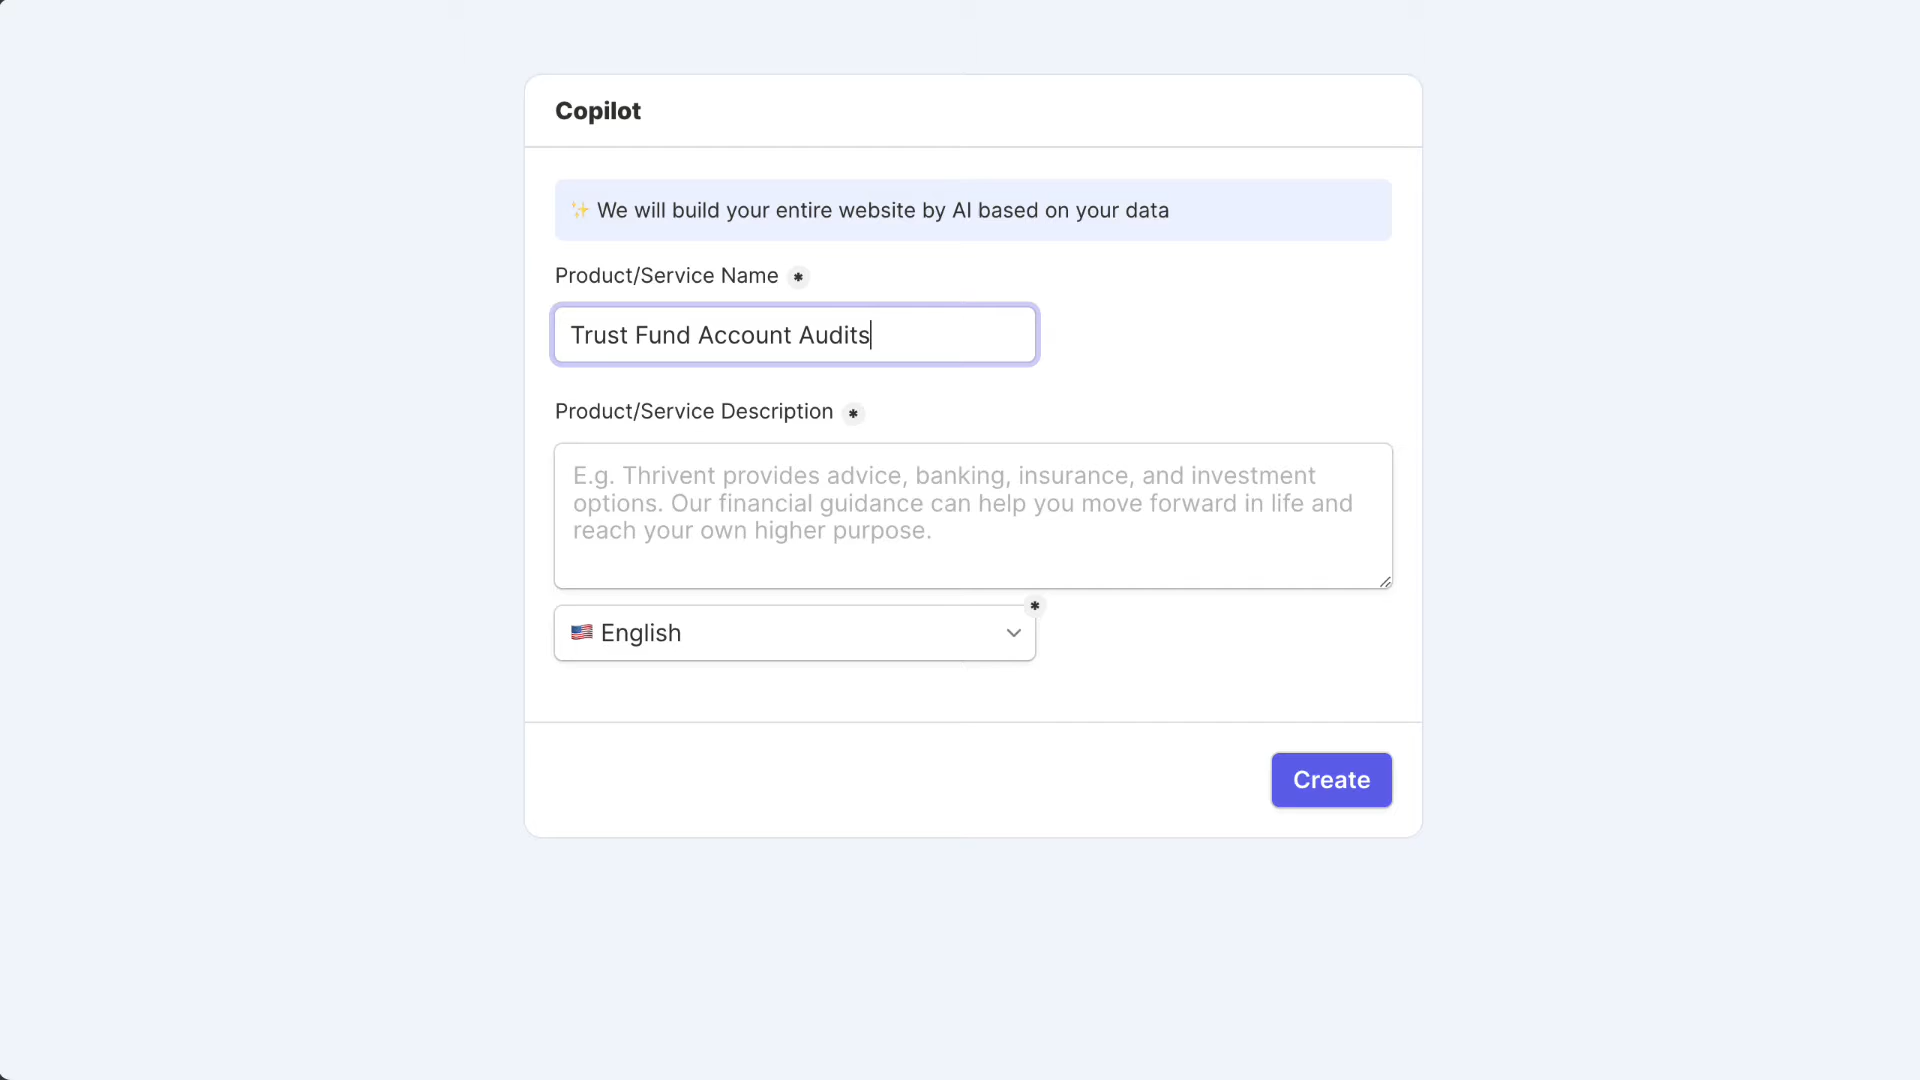 Copilot
✨ We will build your entire website by AI based on your data
Product/Service Name *
Trust Fund Account Audits
Product/Service Description *
E.g. Thrivent provides advice, banking, insurance, and investment
options. Our financial guidance can help you move forward in life and
reach your own higher purpose.
*
🇺🇸 English
Create